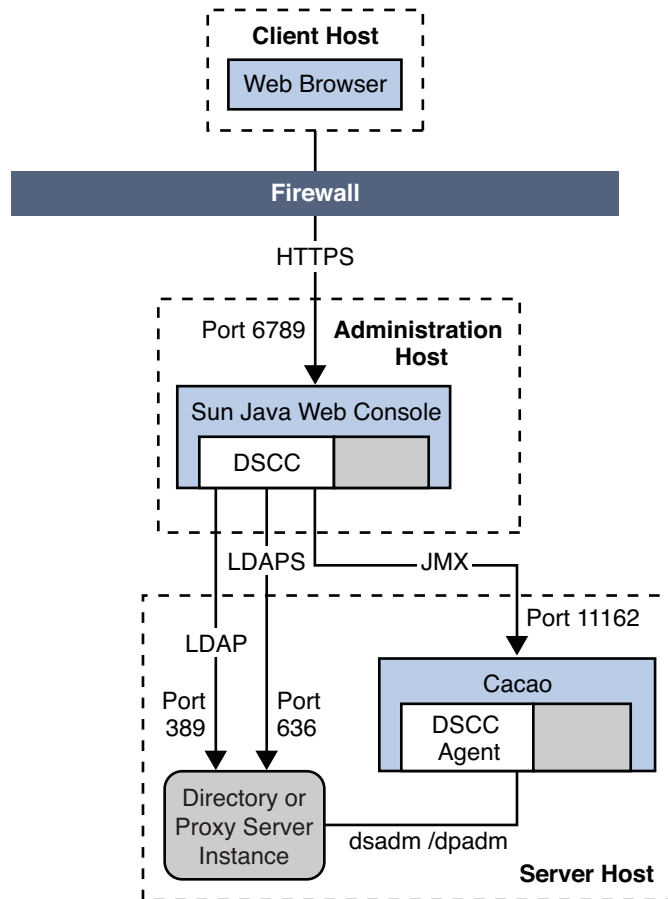 Client Host
Web Browser
Firewall
HTTPS
Port 6789
Administration
Host
Sun Java Web Console
DSCC
LDAPS
JMX
LDAP
Port 11162
Port
389
Port
636
Cacao
DSCC
Agent
Directory or
Proxy Server
Instance
dsadm /dpadm
Server Host